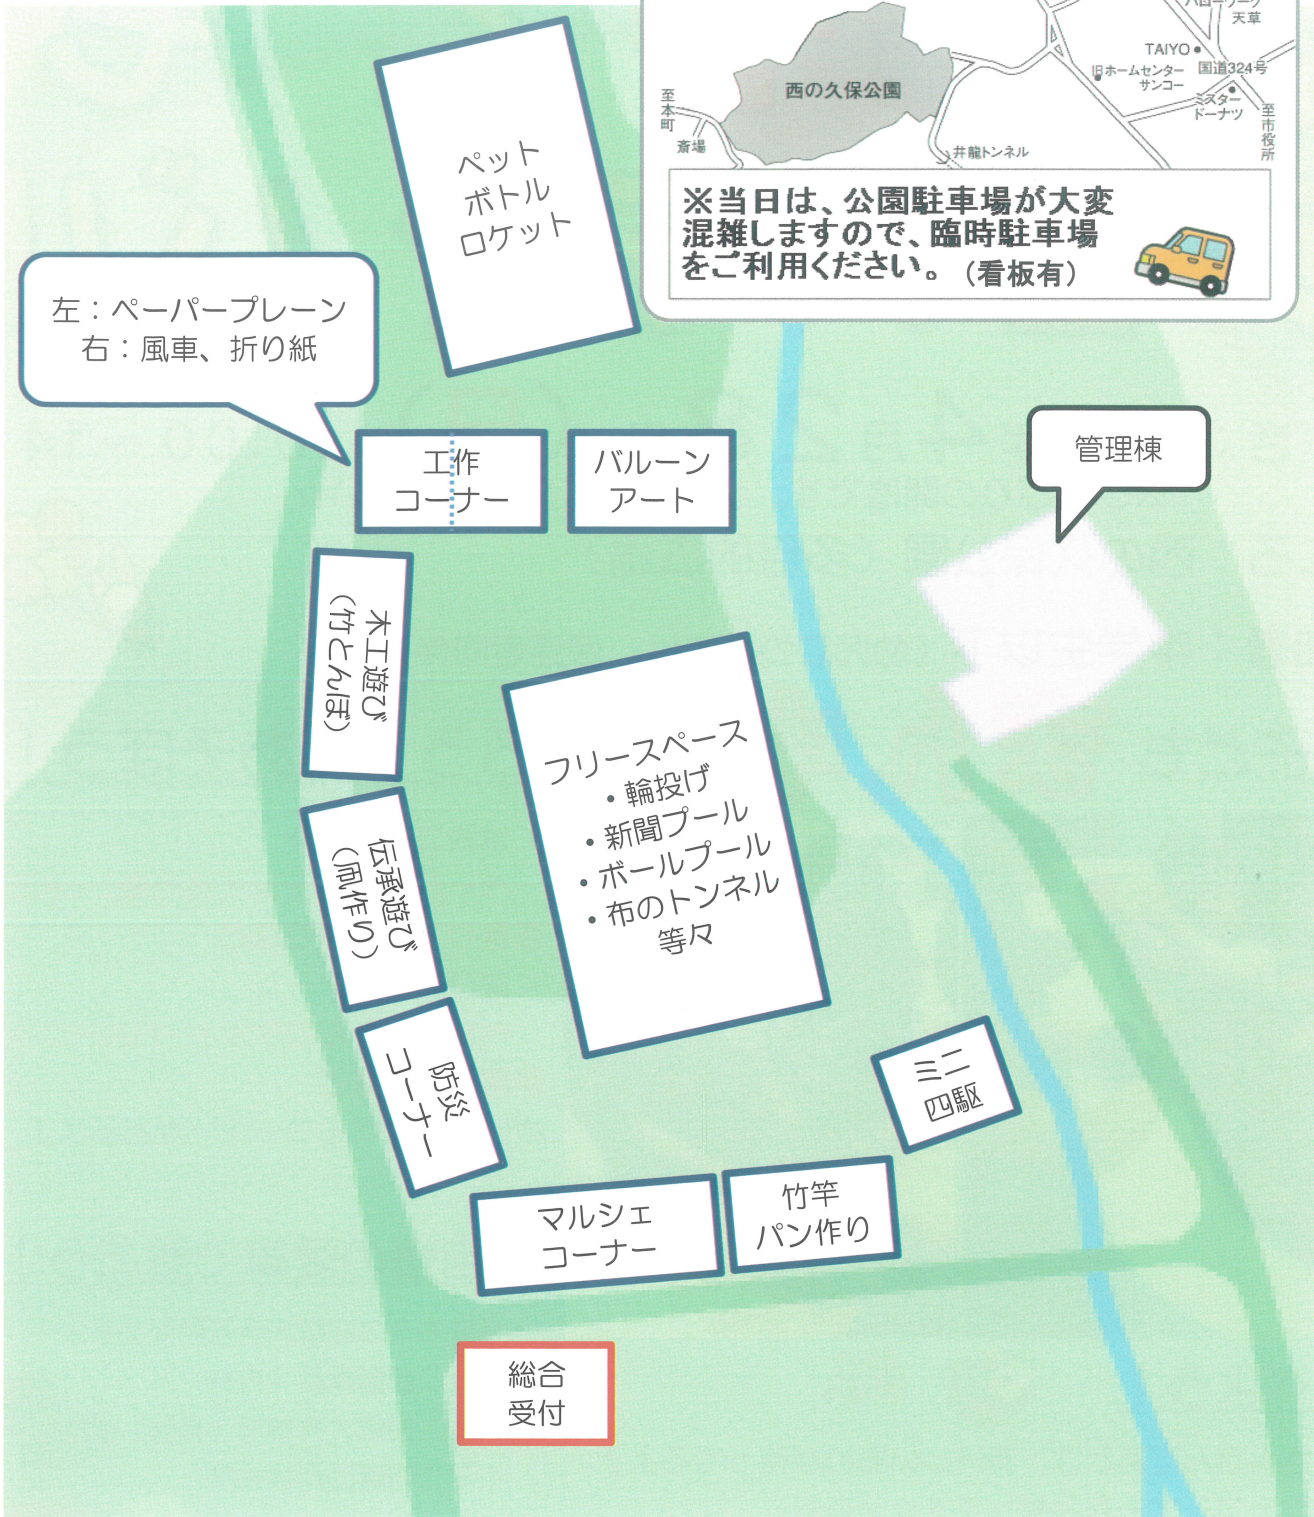 ハローワーク
天草
TAIYO
旧ホームセンター
サンコー
国道324号
ミスター
ドーナツ
至市役所
西の久保公園
至本町
斎場
井龍トンネル
※当日は、公園駐車場が大変
混雑しますので、臨時駐車場
をご利用ください。（看板有）
ペット
ボトル
ロケット
左：ペーパープレーン
右：風車、折り紙
工作
コーナー
バルーン
アート
管理棟
木工遊び
（竹とんぼ）
フリースペース
・輪投げ
・新聞プール
・ボールプール
・布のトンネル
等々
伝承遊び
（凧作り）
防災
コーナー
ミニ
四駆
マルシェ
コーナー
竹竿
パン作り
総合
受付